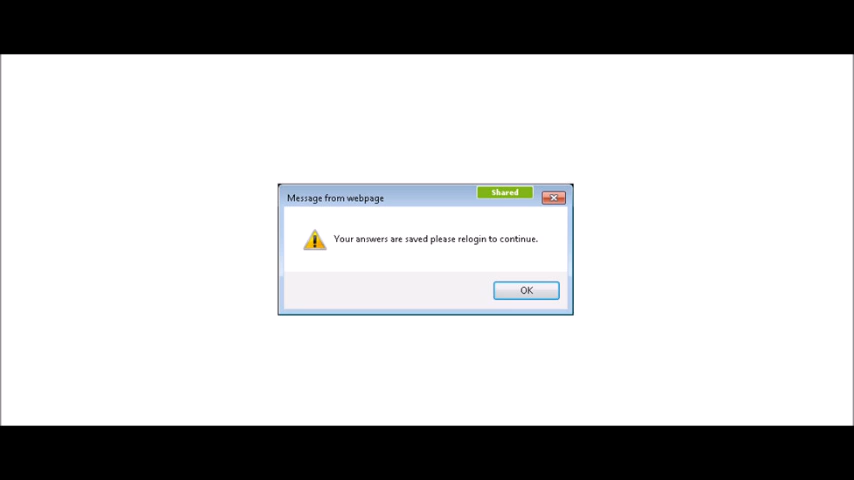 Shared
Message from webpage
Your answers are saved please relogin to continue.
OK